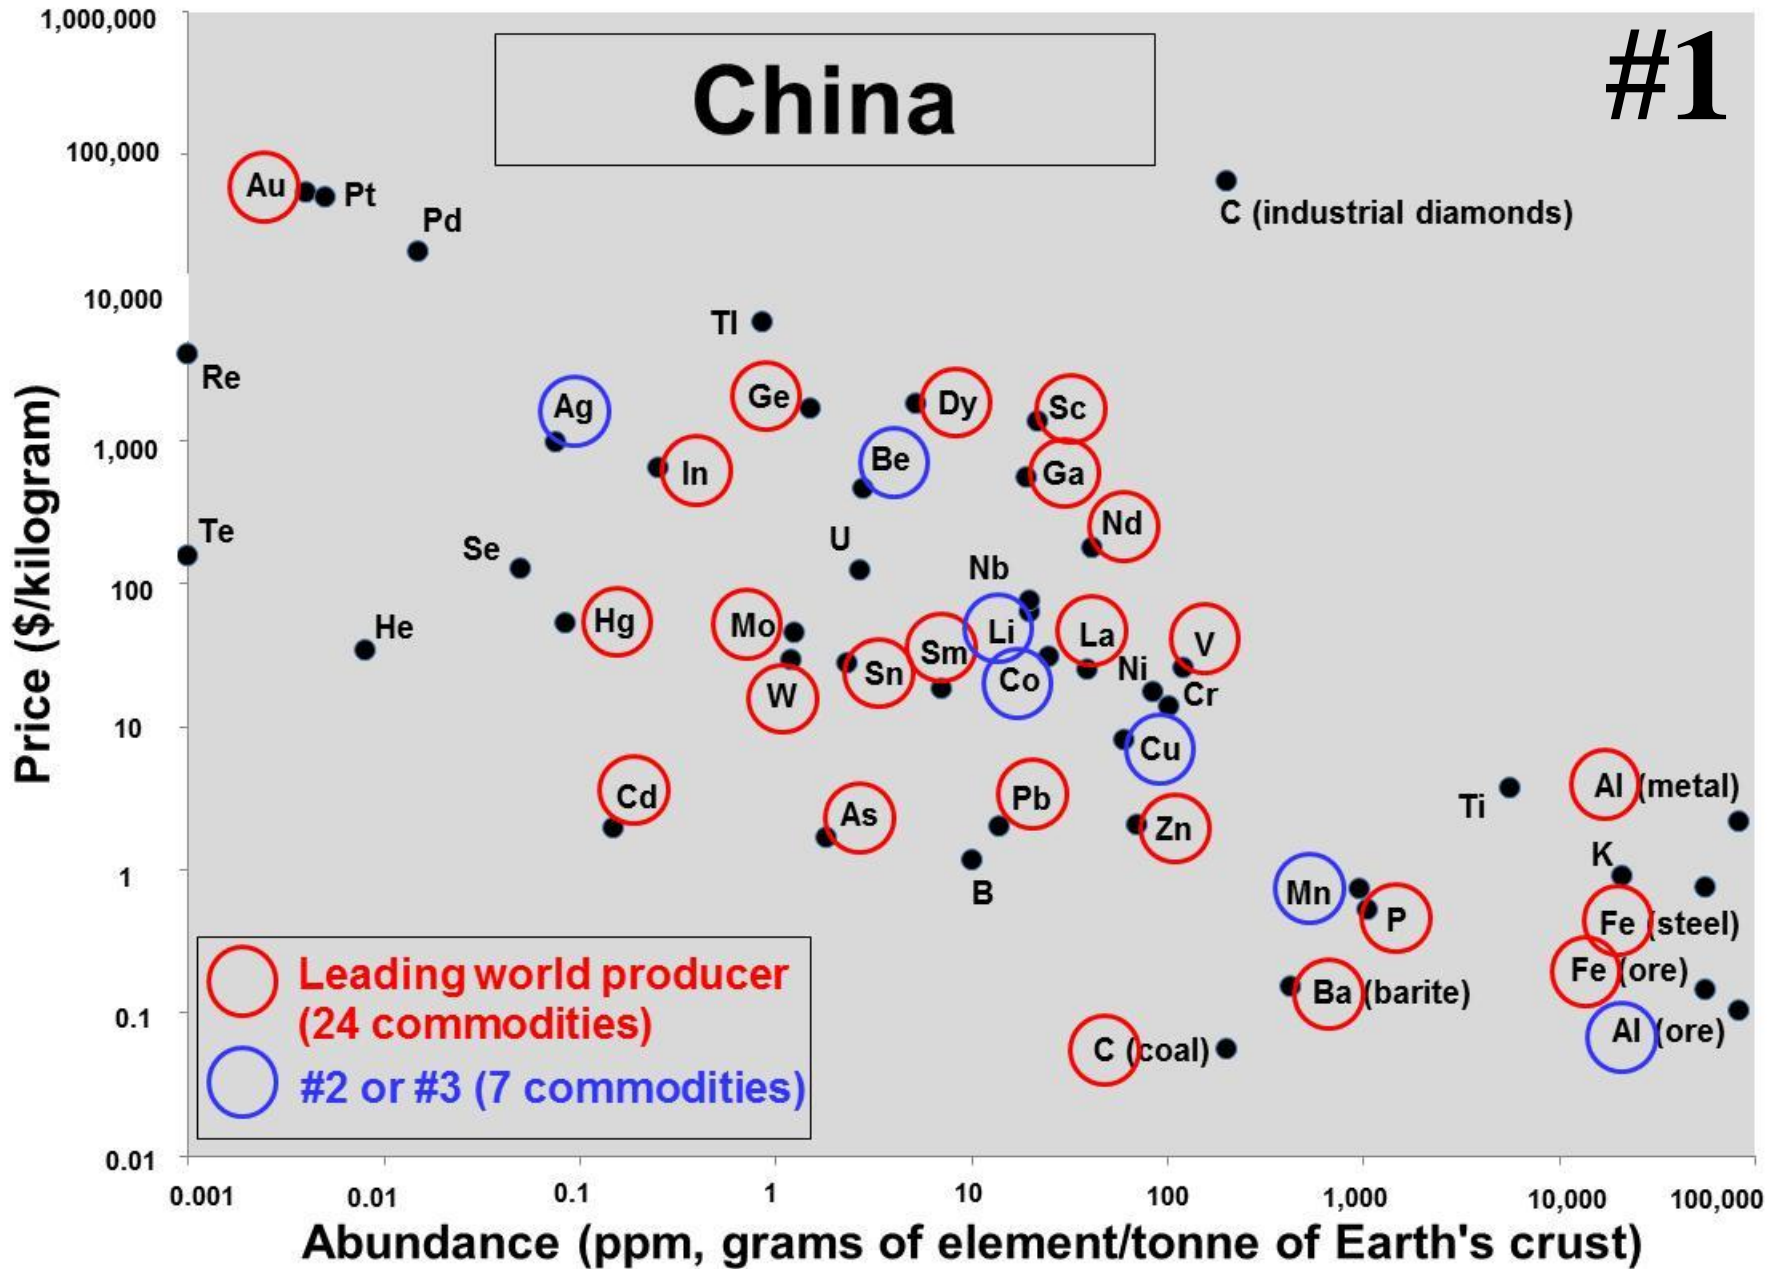 1,000,000
China
#1
100,000
Au
Pt
Pd
C (industrial diamonds)
10,000
Tl
Re
Ag
Ge
Dy
Sc
1,000
In
Be
Ga
Nd
Te
Se
U
Nb
100
He
Hg
Mo
Sn
Sm
Li
La
V
W
Co
Ni
Cr
10
Cu
Cd
As
Pb
Zn
Ti
Al (metal)
1
B
K
Mn
P
Fe (steel)
Fe (ore)
Ba (barite)
0.1
Al (ore)
C (coal)
Leading world producer
(24 commodities)
#2 or #3 (7 commodities)
0.01
Price ($/kilogram)
0.001
0.01
0.1
1
10
100
1,000
10,000
100,000
Abundance (ppm, grams of element/tonne of Earth's crust)